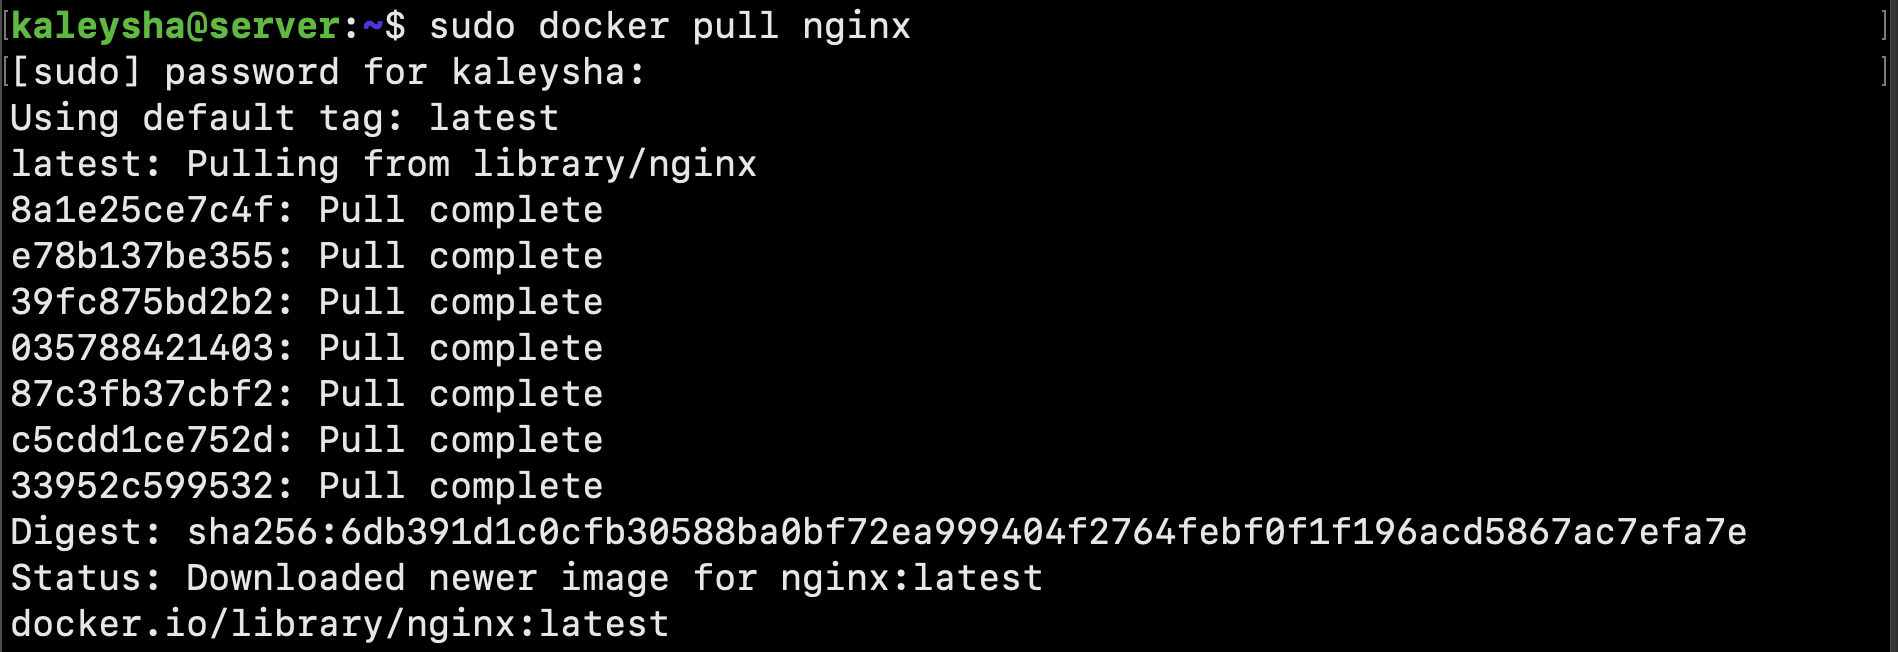 [kaleysha@server:~$ sudo docker pull nginx ]
[[sudo] password for kaleysha: ]
Using default tag: latest
latest: Pulling from library/nginx
8a1e25ce7c4f: Pull complete
e78b137be355: Pull complete
39fc875bd2b2: Pull complete
035788421403: Pull complete
87c3fb37cbf2: Pull complete
c5cdd1ce752d: Pull complete
33952c599532: Pull complete
Digest: sha256:6db391d1c0cfb30588ba0bf72ea999404f2764febf0f1f196acd5867ac7efa7e
Status: Downloaded newer image for nginx:latest
docker.io/library/nginx:latest